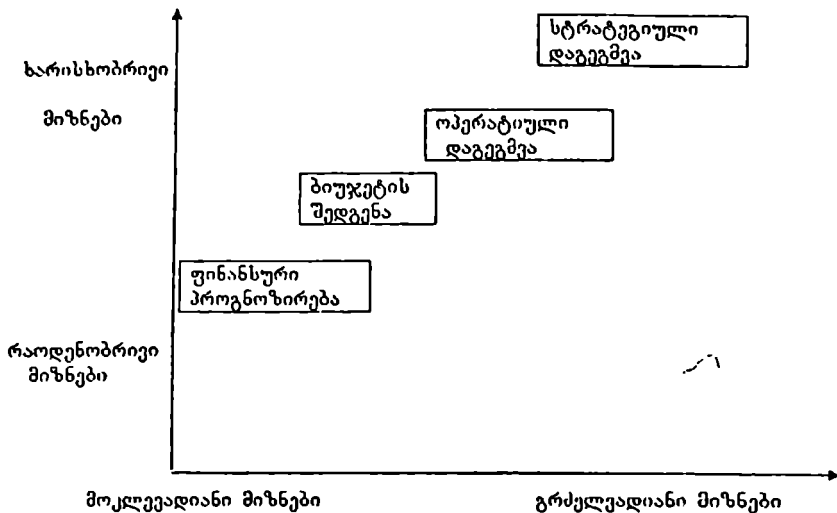 სტრატეგიული
დაგეგმვა
ხარისხობრივი
მიზნები
ოპერატიული
დაგეგმვა
ბიუჯეტის
შედგენა
ფინანსური
პროგნოზირება
რაოდენობრივი
მიზნები
მოკლევადიანი მიზნები
გრძელვადიანი მიზნები